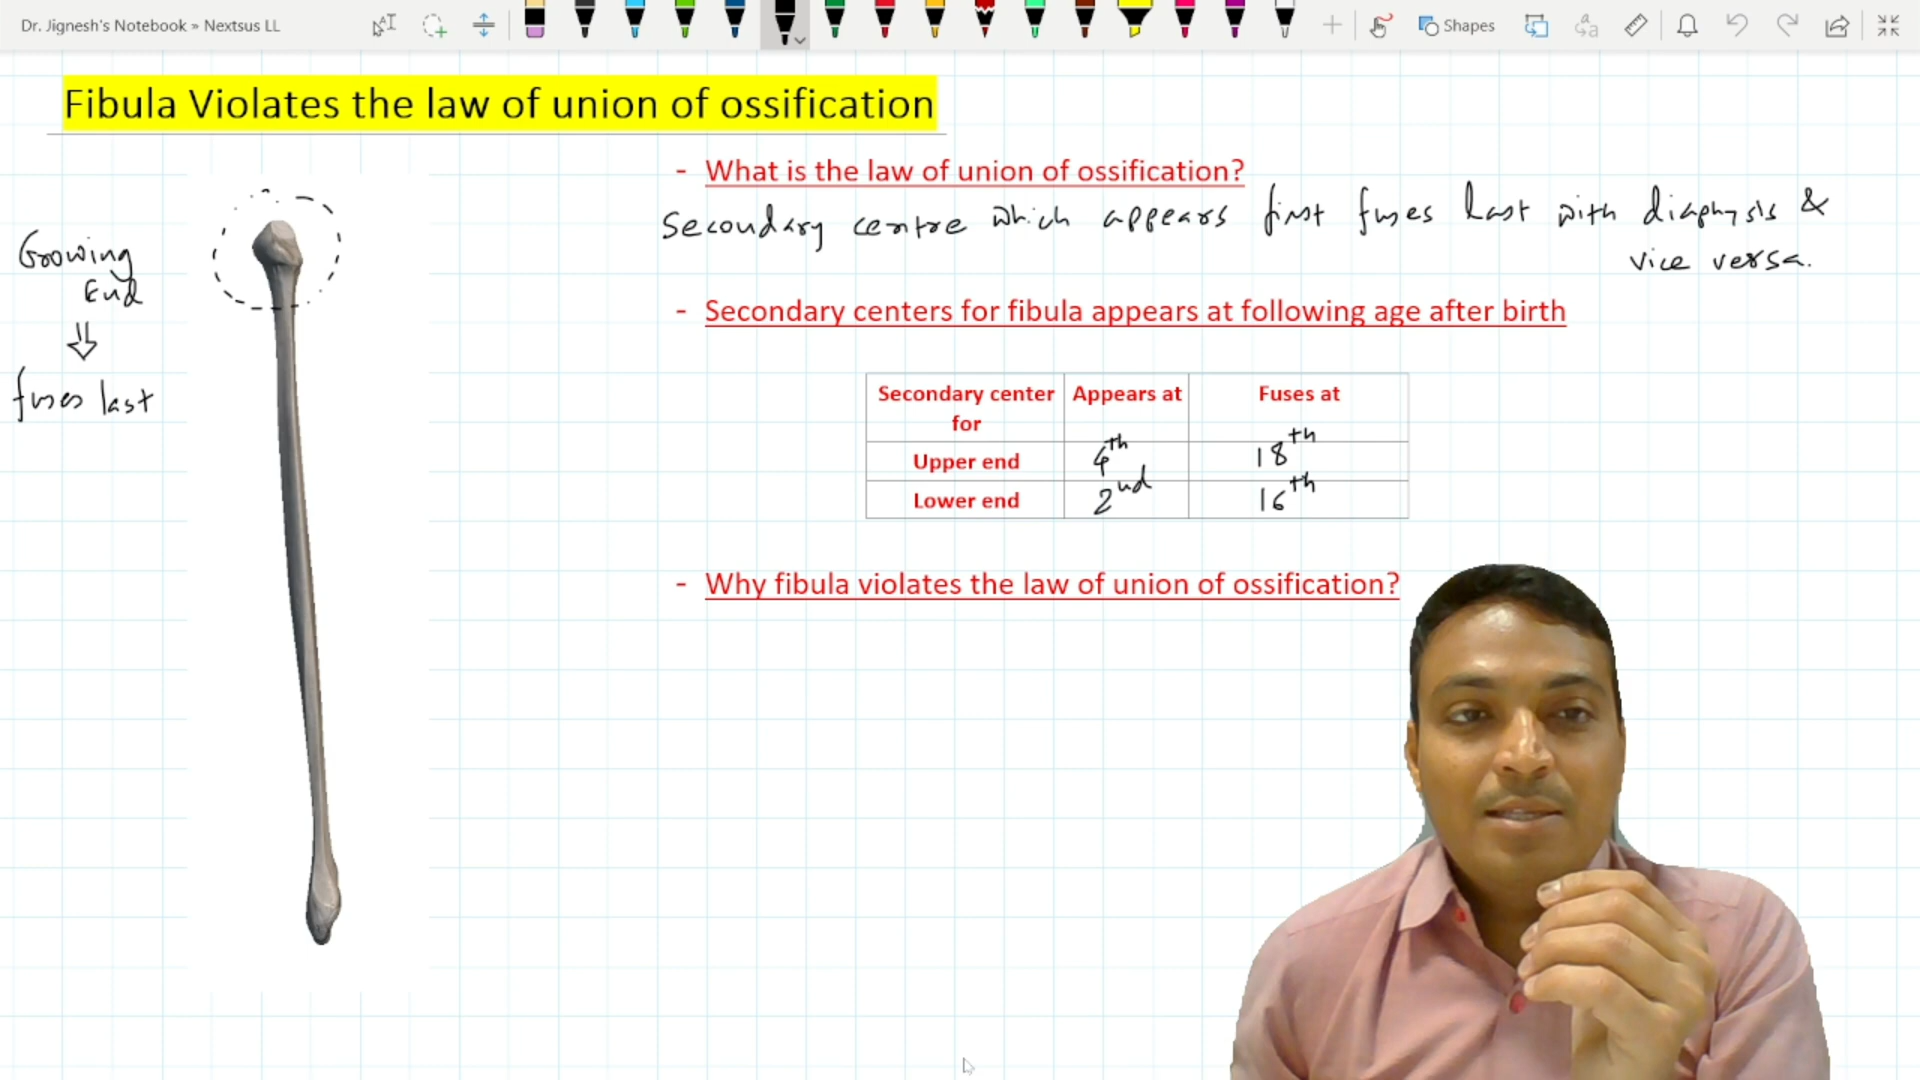 Dr. Jignesh's Notebook » Nextsus LL
Shapes
Fibula Violates the law of union of ossification
- What is the law of union of ossification?
Secondary centre which appears first fuses last with diaphysis &
vice versa.
Growing
End
⇓
fuses last
- Secondary centers for fibula appears at following age after birth
Secondary center for Appears at Fuses at
Upper end 4th 18th
Lower end 2nd 16th
- Why fibula violates the law of union of ossification?